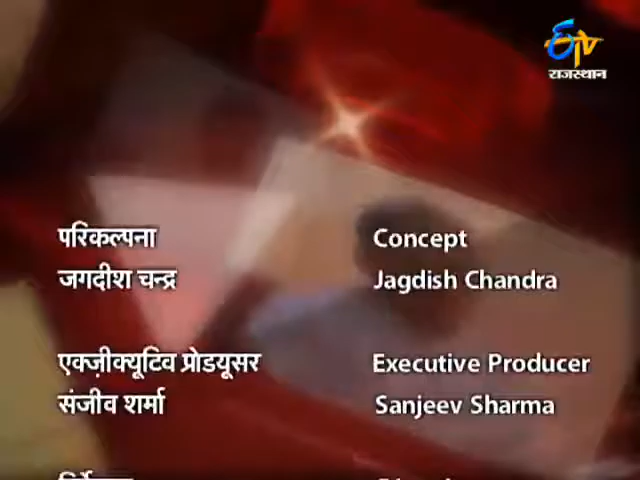 ETV
राजस्थान
परिकल्पना Concept
जगदीश चन्द्र Jagdish Chandra
एक्ज़ीक्यूटिव प्रोडयूसर Executive Producer
संजीव शर्मा Sanjeev Sharma